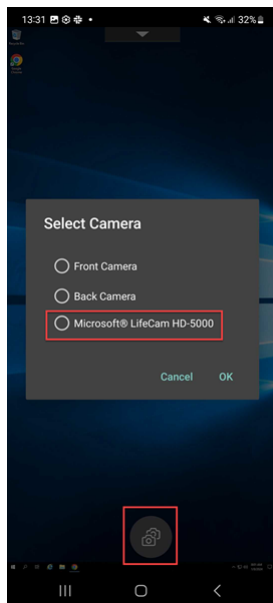 13:31
32%
Select Camera
Front Camera
Back Camera
Microsoft® LifeCam HD-5000
Cancel OK